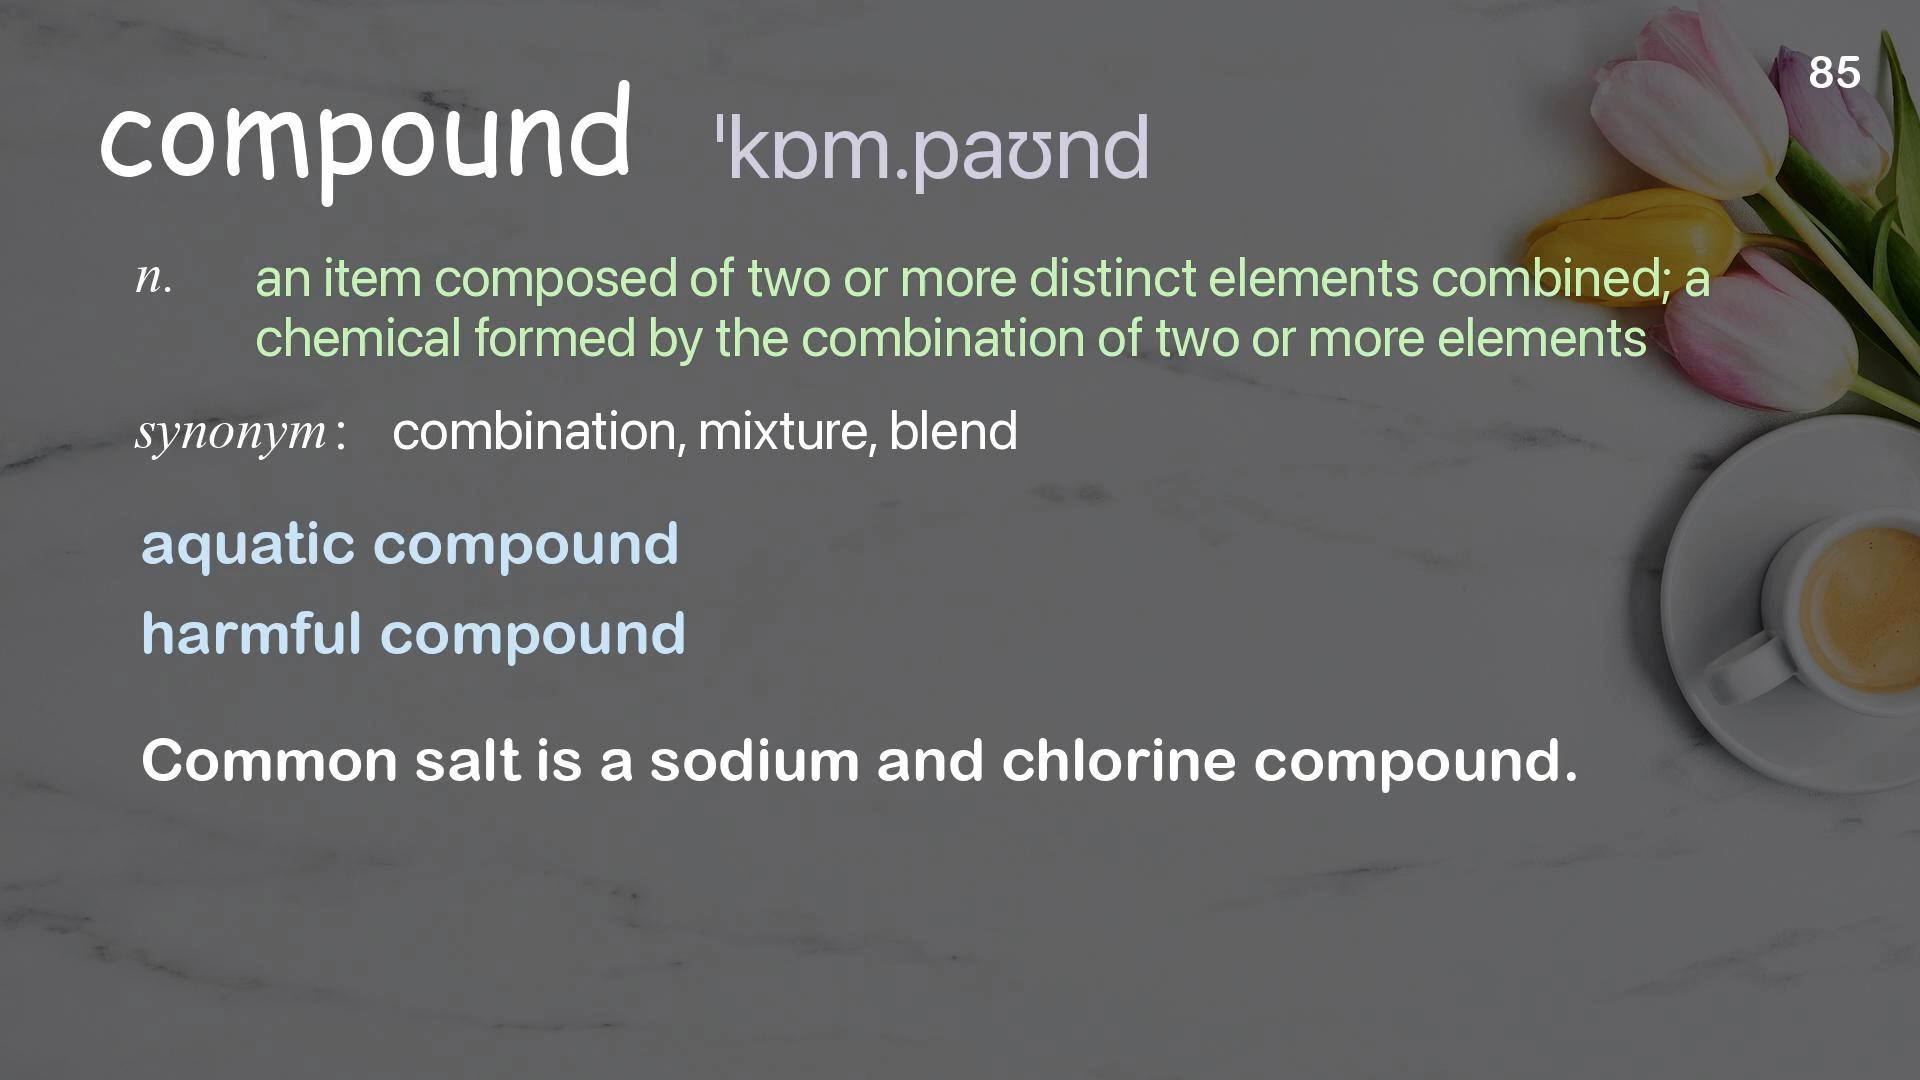 85
compound ˈkɒm.paʊnd
n. an item composed of two or more distinct elements combined; a
chemical formed by the combination of two or more elements
synonym: combination, mixture, blend
aquatic compound
harmful compound
Common salt is a sodium and chlorine compound.